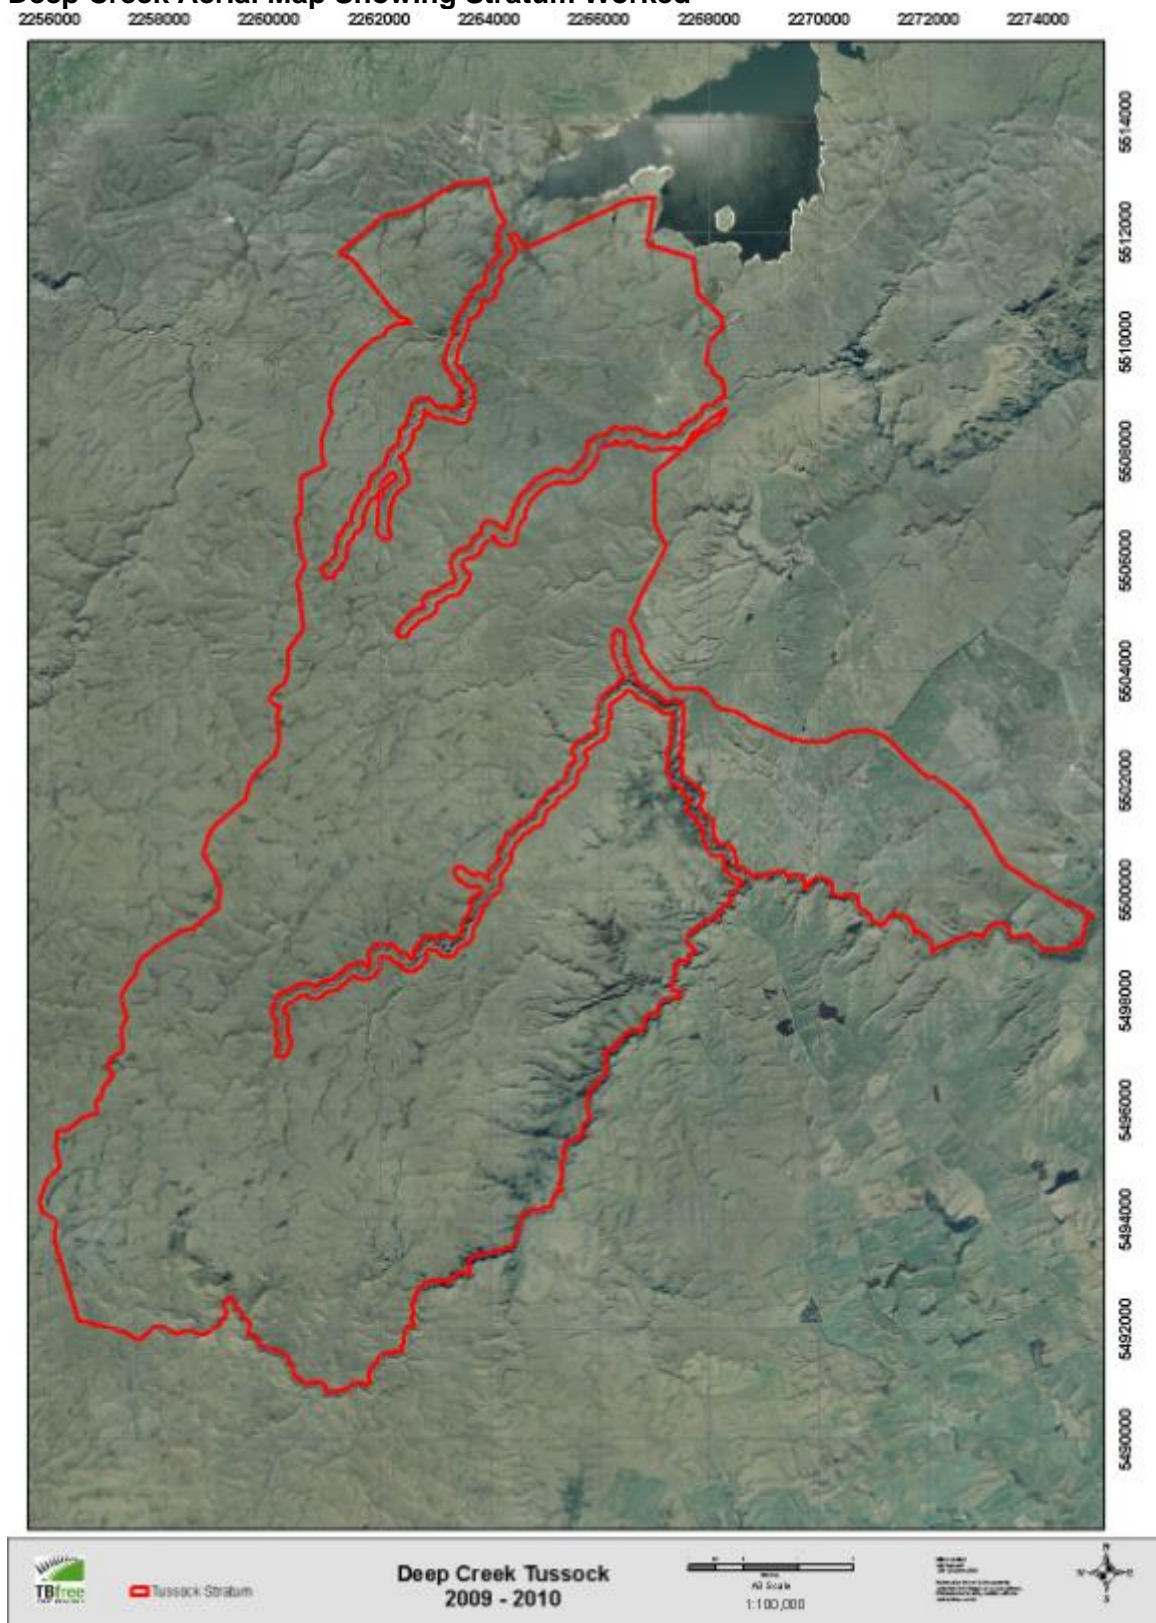 Deep Creek Aerial Map Showing Stratum Worked
2256000 2258000 2260000 2262000 2264000 2266000 2268000 2270000 2272000 2274000
5514000
5512000
5510000
5508000
5506000
5504000
5502000
5500000
5498000
5496000
5494000
5492000
5490000
TBfree
Tussock Stratum
Deep Creek Tussock
2009 - 2010
A3 Scale
1:100,000
N
W E
S